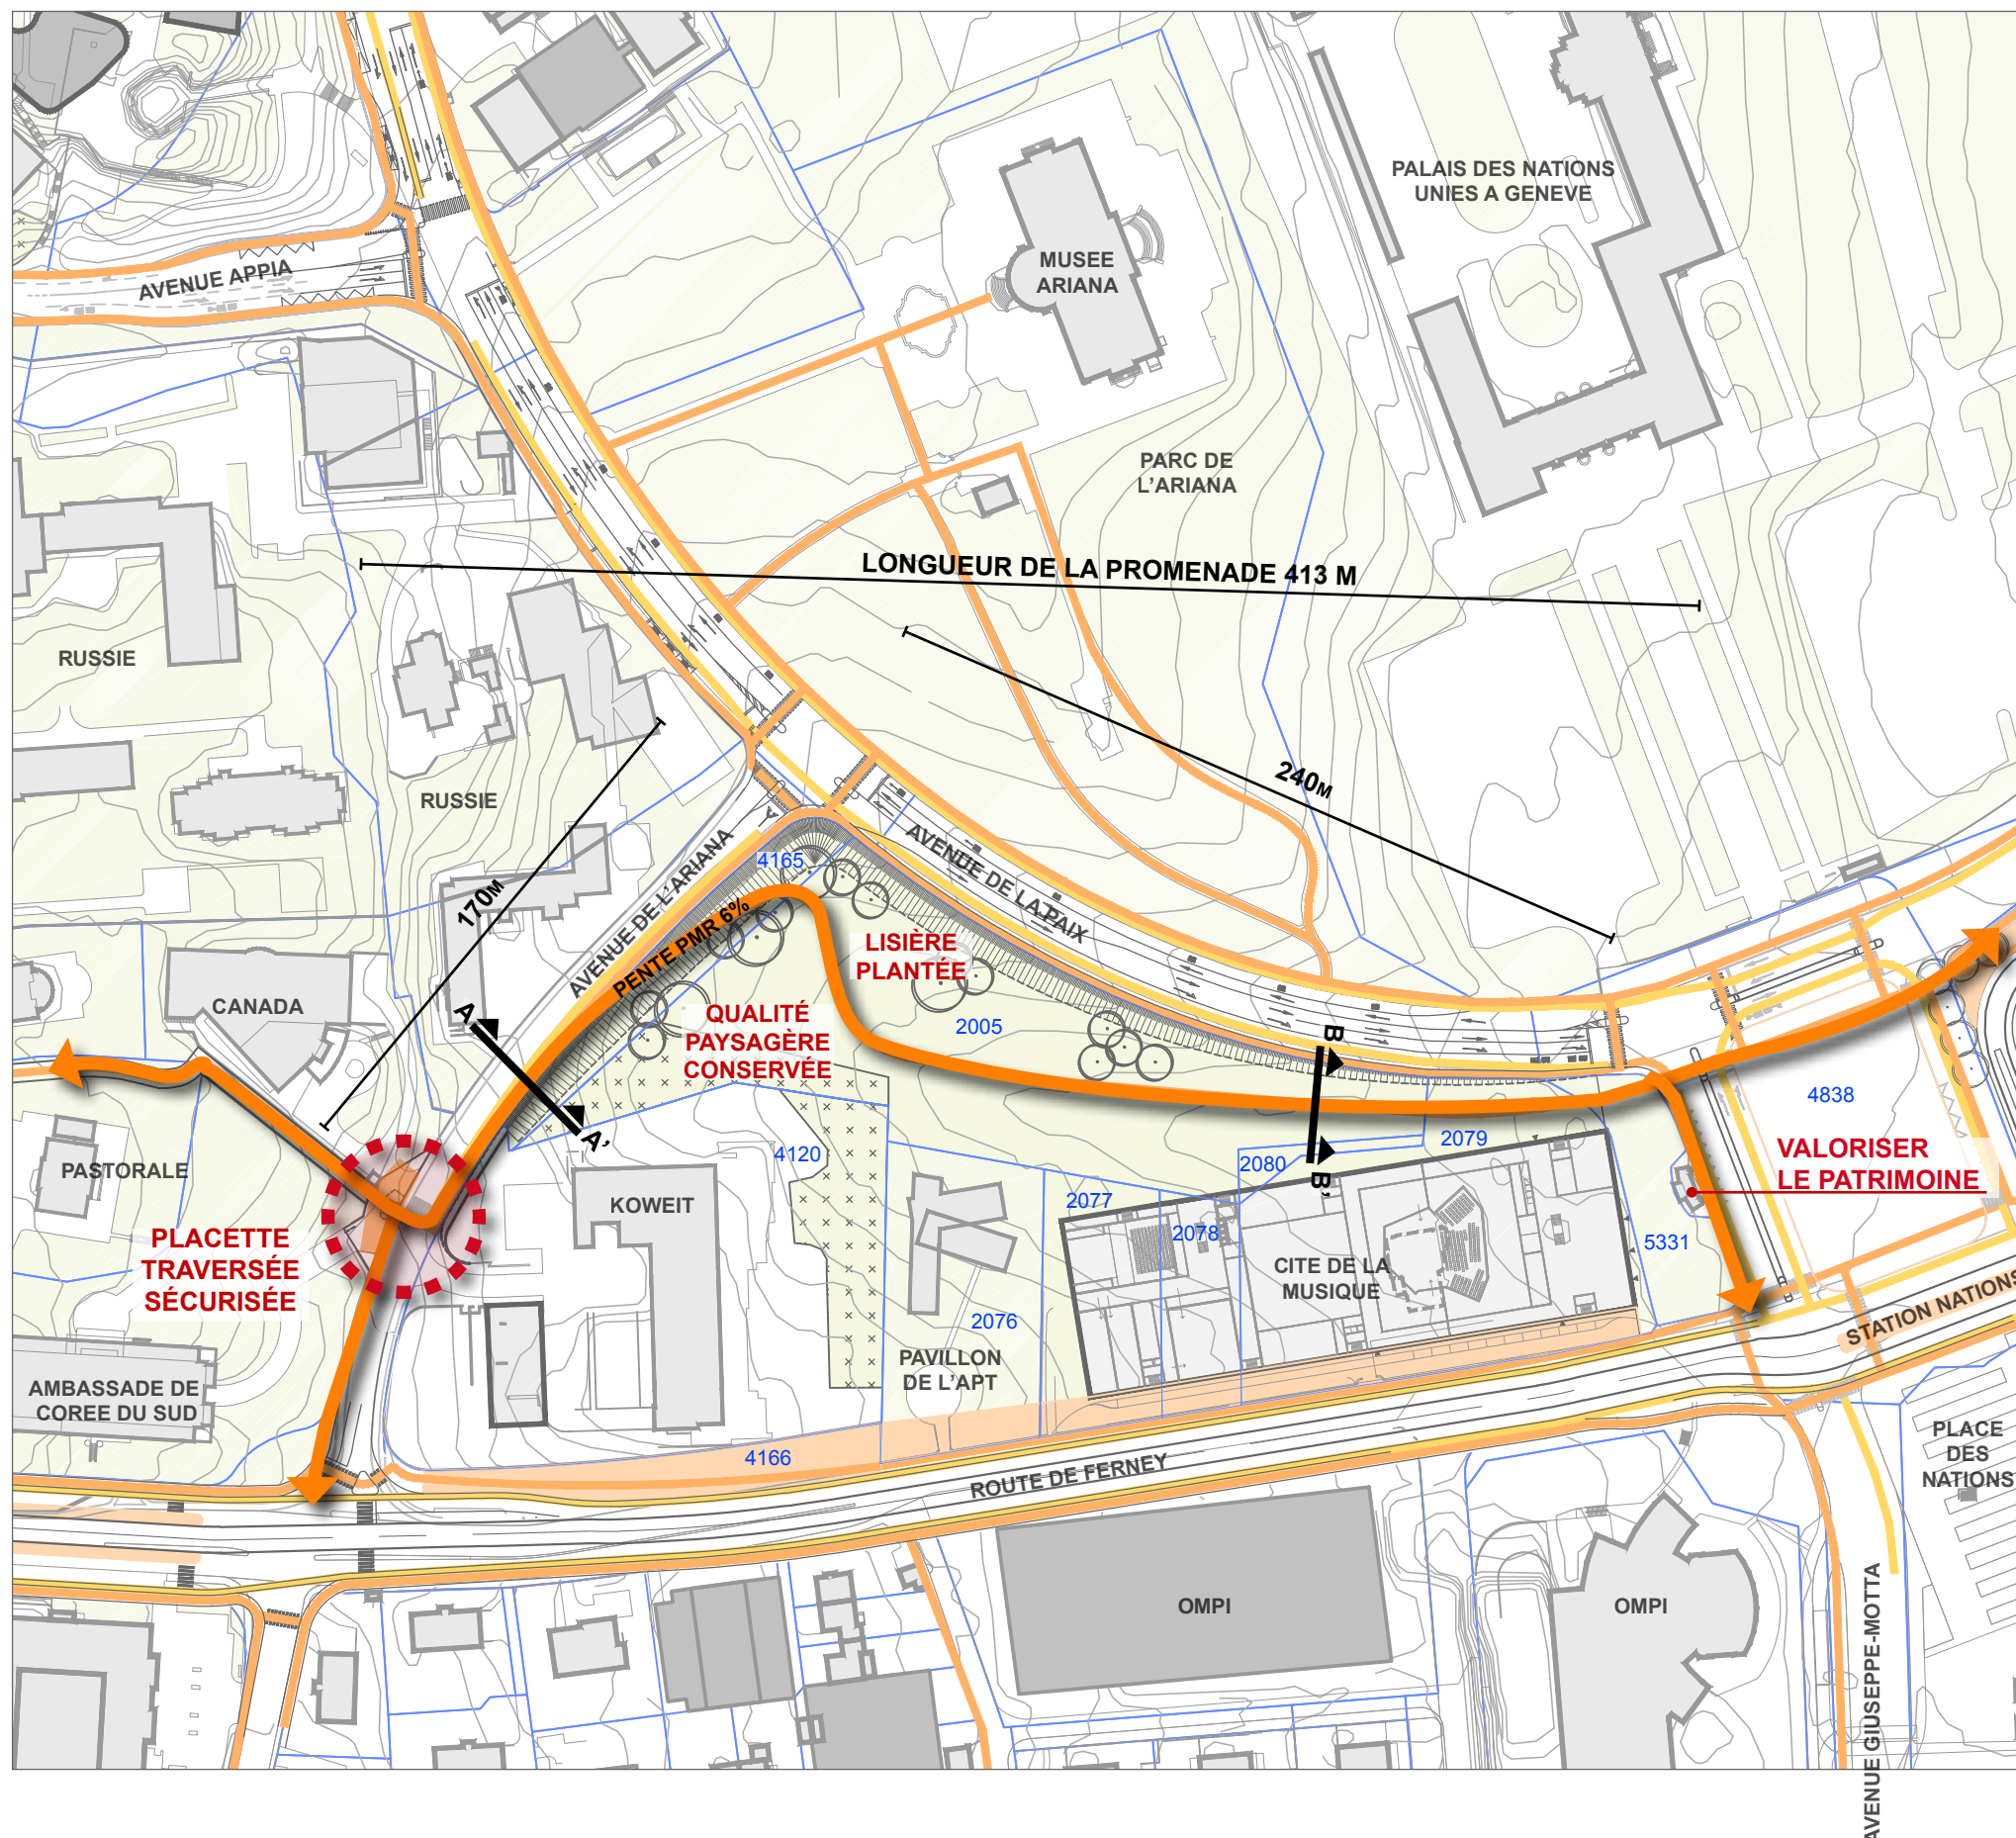 PALAIS DES NATIONS
UNIES A GENEVE
MUSEE
ARIANA
AVENUE APPIA
PARC DE
L'ARIANA
LONGUEUR DE LA PROMENADE 413 M
RUSSIE
240M
RUSSIE
170M
AVENUE DE L'ARIANA
4165
AVENUE DE LA PAIX
PENTE PMR 6%
LISIÈRE
PLANTÉE
CANADA
A
QUALITÉ
PAYSAGÈRE
CONSERVÉE
2005
B
4838
A'
4120
2079
2080
B'
VALORISER
LE PATRIMOINE
PASTORALE
KOWEIT
2077
2078
5331
PLACETTE
TRAVERSÉE
SÉCURISÉE
CITE DE LA
MUSIQUE
2076
STATION NATIONS
PAVILLON
DE L'APT
AMBASSADE DE
COREE DU SUD
PLACE
DES
NATIONS
4166
ROUTE DE FERNEY
OMPI
OMPI
AVENUE GIUSEPPE-MOTTA